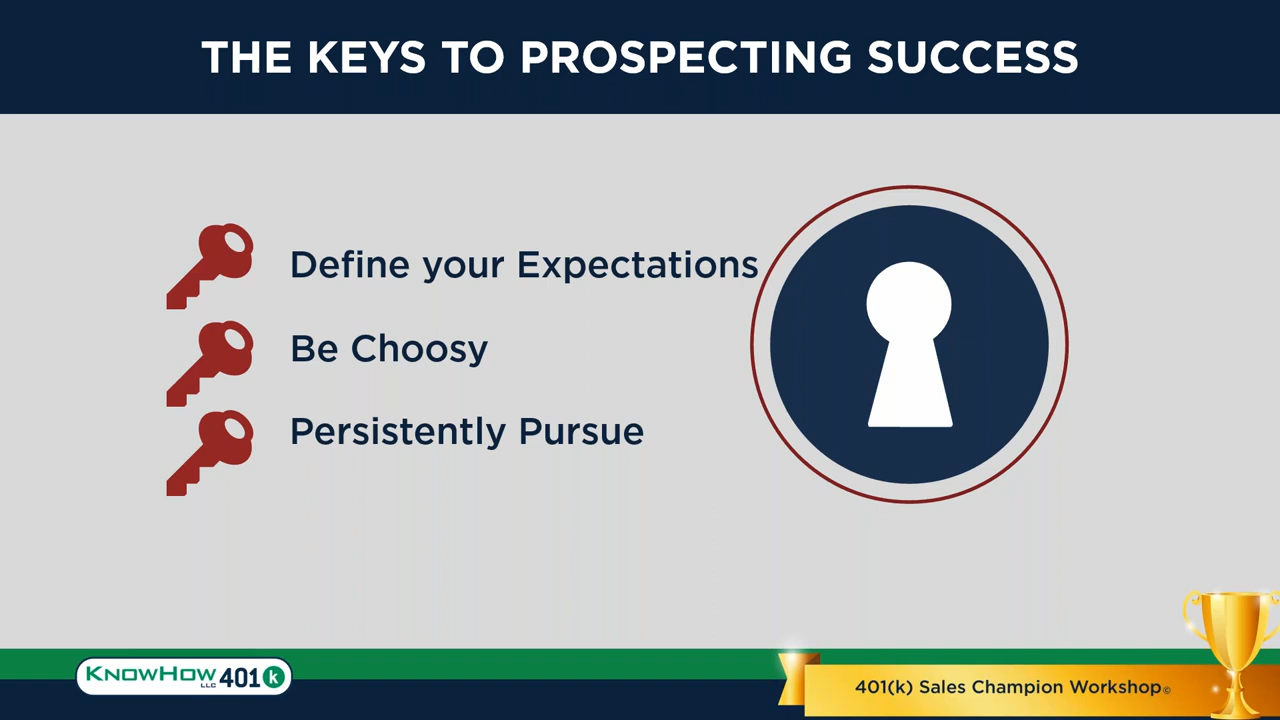 THE KEYS TO PROSPECTING SUCCESS
Define your Expectations
Be Choosy
Persistently Pursue
KNOWHOW LLC 401k
401(k) Sales Champion Workshop©